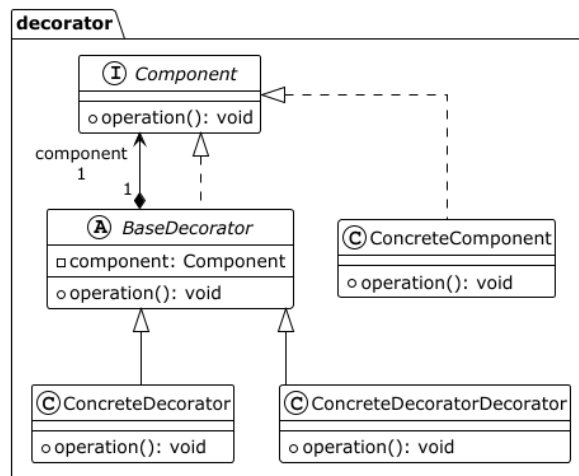 decorator
I Component
operation(): void
component
1
1
A BaseDecorator
component: Component
operation(): void
C ConcreteComponent
operation(): void
C ConcreteDecorator
operation(): void
C ConcreteDecoratorDecorator
operation(): void